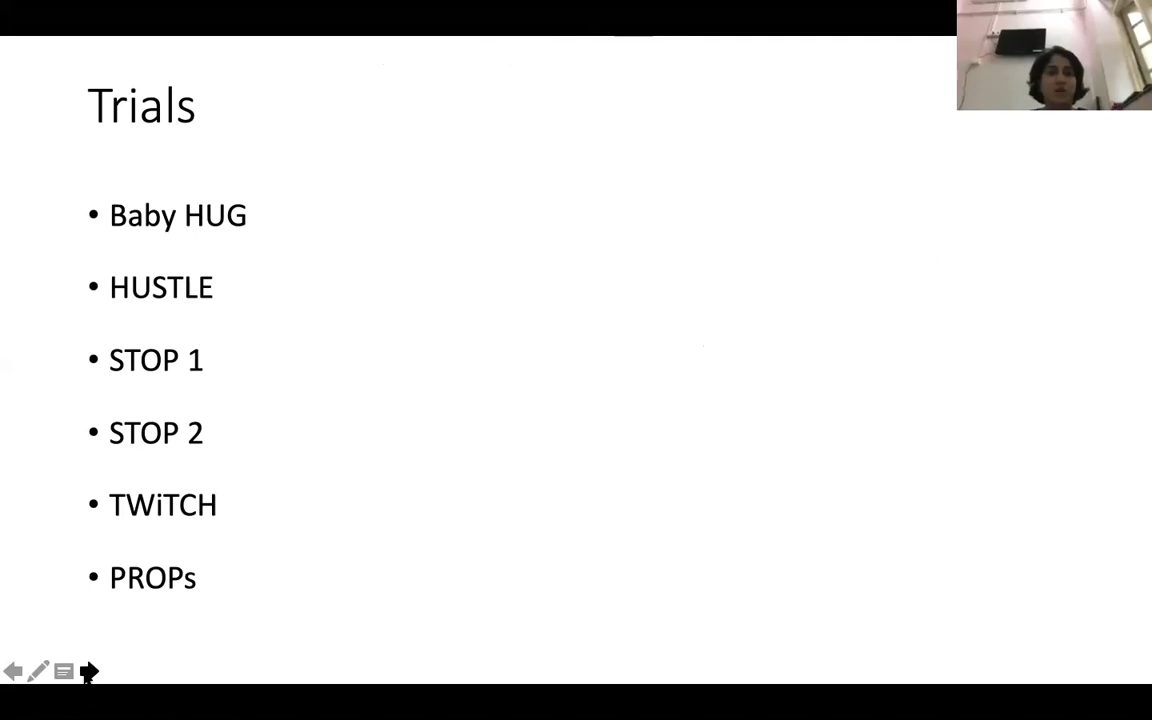 Trials
• Baby HUG
• HUSTLE
• STOP 1
• STOP 2
• TWiTCH
• PROPs